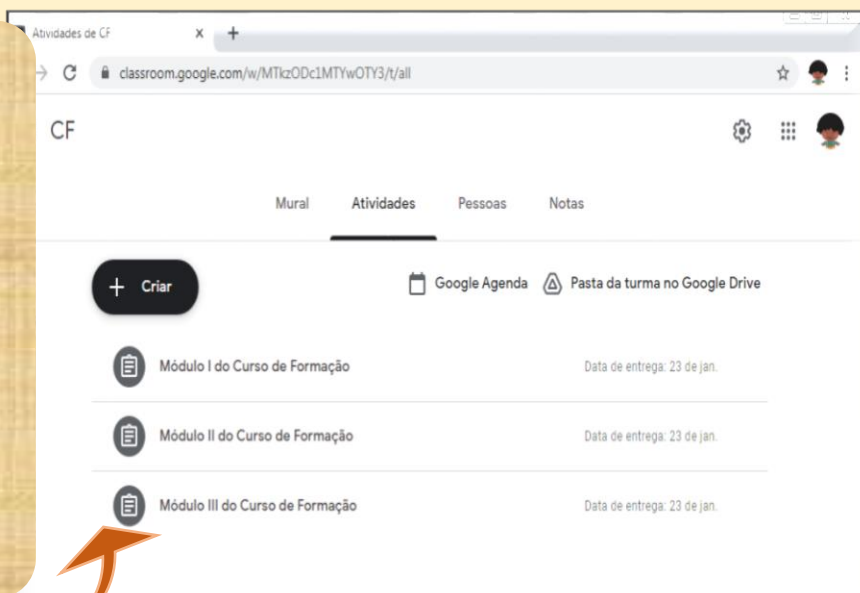 Atividades de CF
classroom.google.com/w/MTkzODc1MTYwOTY3/t/all
CF
Mural Atividades Pessoas Notas
Criar Google Agenda Pasta da turma no Google Drive
Módulo I do Curso de Formação Data de entrega: 23 de jan.
Módulo II do Curso de Formação Data de entrega: 23 de jan.
Módulo III do Curso de Formação Data de entrega: 23 de jan.